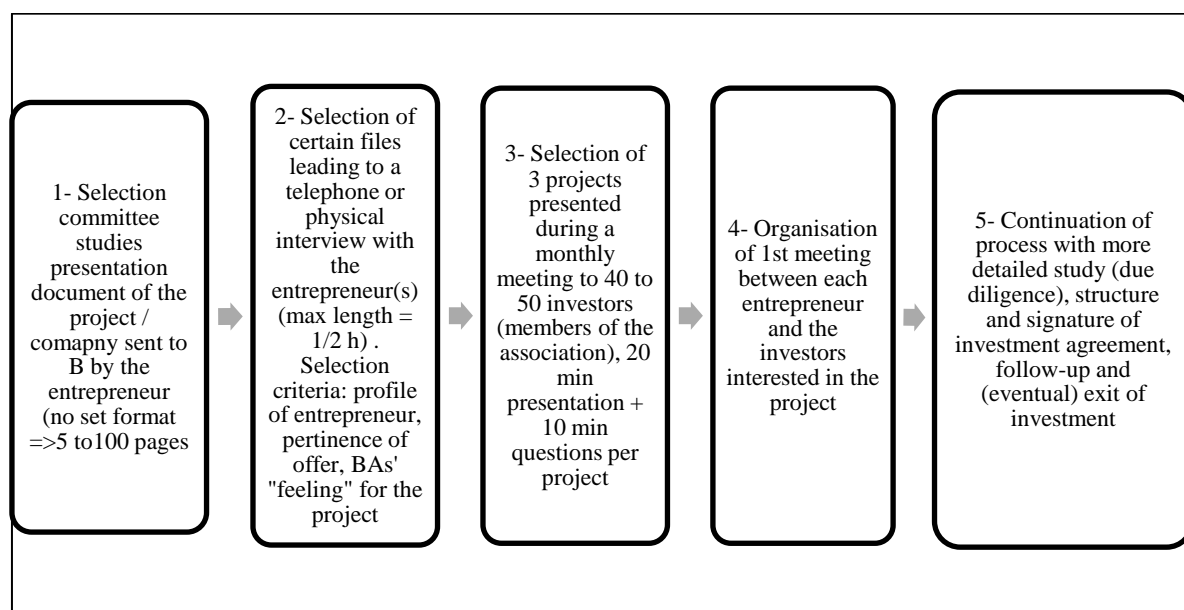 1- Selection
committee
studies
presentation
document of the
project /
comapny sent to
B by the
entrepreneur
(no set format
=>5 to100 pages
2- Selection of
certain files
leading to a
telephone or
physical
interview with
the
entrepreneur(s)
(max length =
1/2 h) .
Selection
criteria: profile
of entrepreneur,
pertinence of
offer, BAs'
"feeling" for the
project
3- Selection of
3 projects
presented
during a
monthly
meeting to 40 to
50 investors
(members of the
association), 20
min
presentation +
10 min
questions per
project
4- Organisation
of 1st meeting
between each
entrepreneur
and the
investors
interested in the
project
5- Continuation of
process with more
detailed study (due
diligence), structure
and signature of
investment agreement,
follow-up and
(eventual) exit of
investment